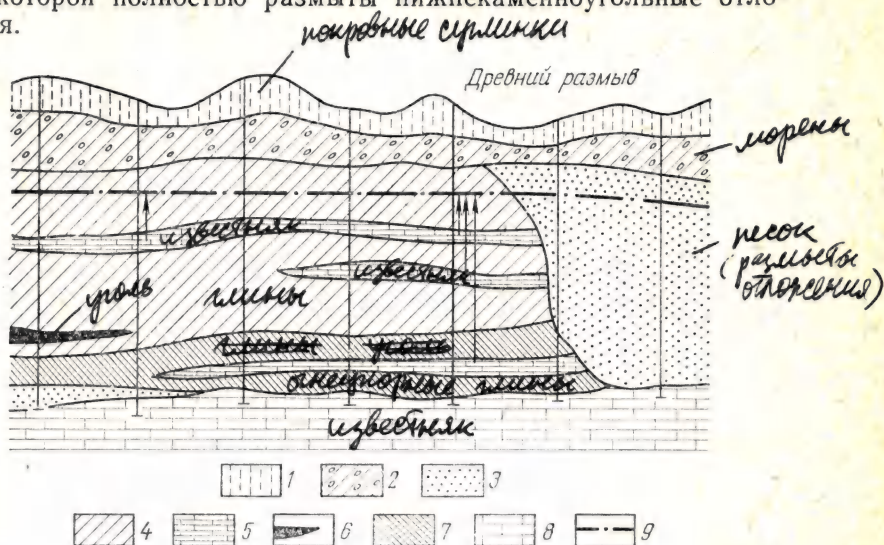 которой полностью размыты нижнекаменноугольные отло
я.
покровные суглинки
Древний размыв
морены
песок
(размыты
отложения)
известняк
известняк
уголь
глины
глины уголь
огнеупорные глины
известняк
1 2 3
4 5 6 7 8 9